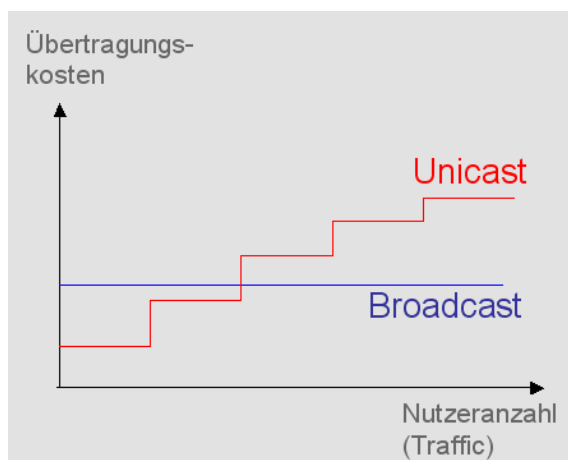 Übertragungs-
kosten
Unicast
Broadcast
Nutzeranzahl
(Traffic)